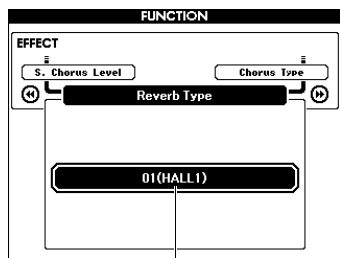 FUNCTION
EFFECT
S. Chorus Level
Chorus Type
Reverb Type
01(HALL1)